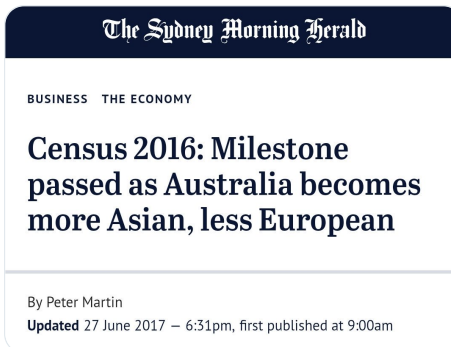 The Sydney Morning Herald
BUSINESS THE ECONOMY
Census 2016: Milestone
passed as Australia becomes
more Asian, less European
By Peter Martin
Updated 27 June 2017 — 6:31pm, first published at 9:00am